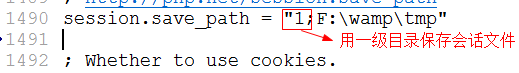 ; http://php.net/session.save-path
1490 session.save_path = "1;F:\wamp\tmp"
1491 用一级目录保存会话文件
1492 ; Whether to use cookies.